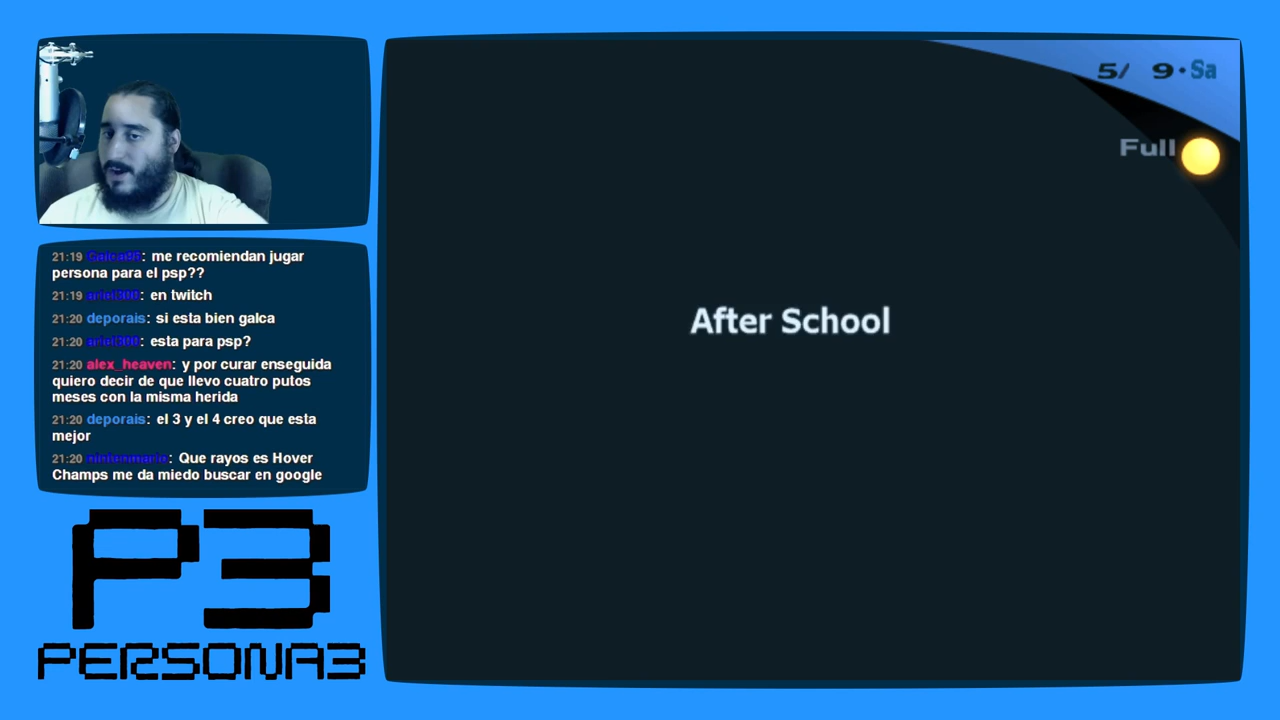 5/ 9・Sa
Full
After School
21:19 : me recomiendan jugar
persona para el psp??
21:19 : en twitch
21:20 deporais: si esta bien galca
21:20 : esta para psp?
21:20 alex_heaven: y por curar enseguida
quiero decir de que llevo cuatro putos
meses con la misma herida
21:20 deporais: el 3 y el 4 creo que esta
mejor
21:20 : Que rayos es Hover
Champs me da miedo buscar en google
P3
PERSONA3